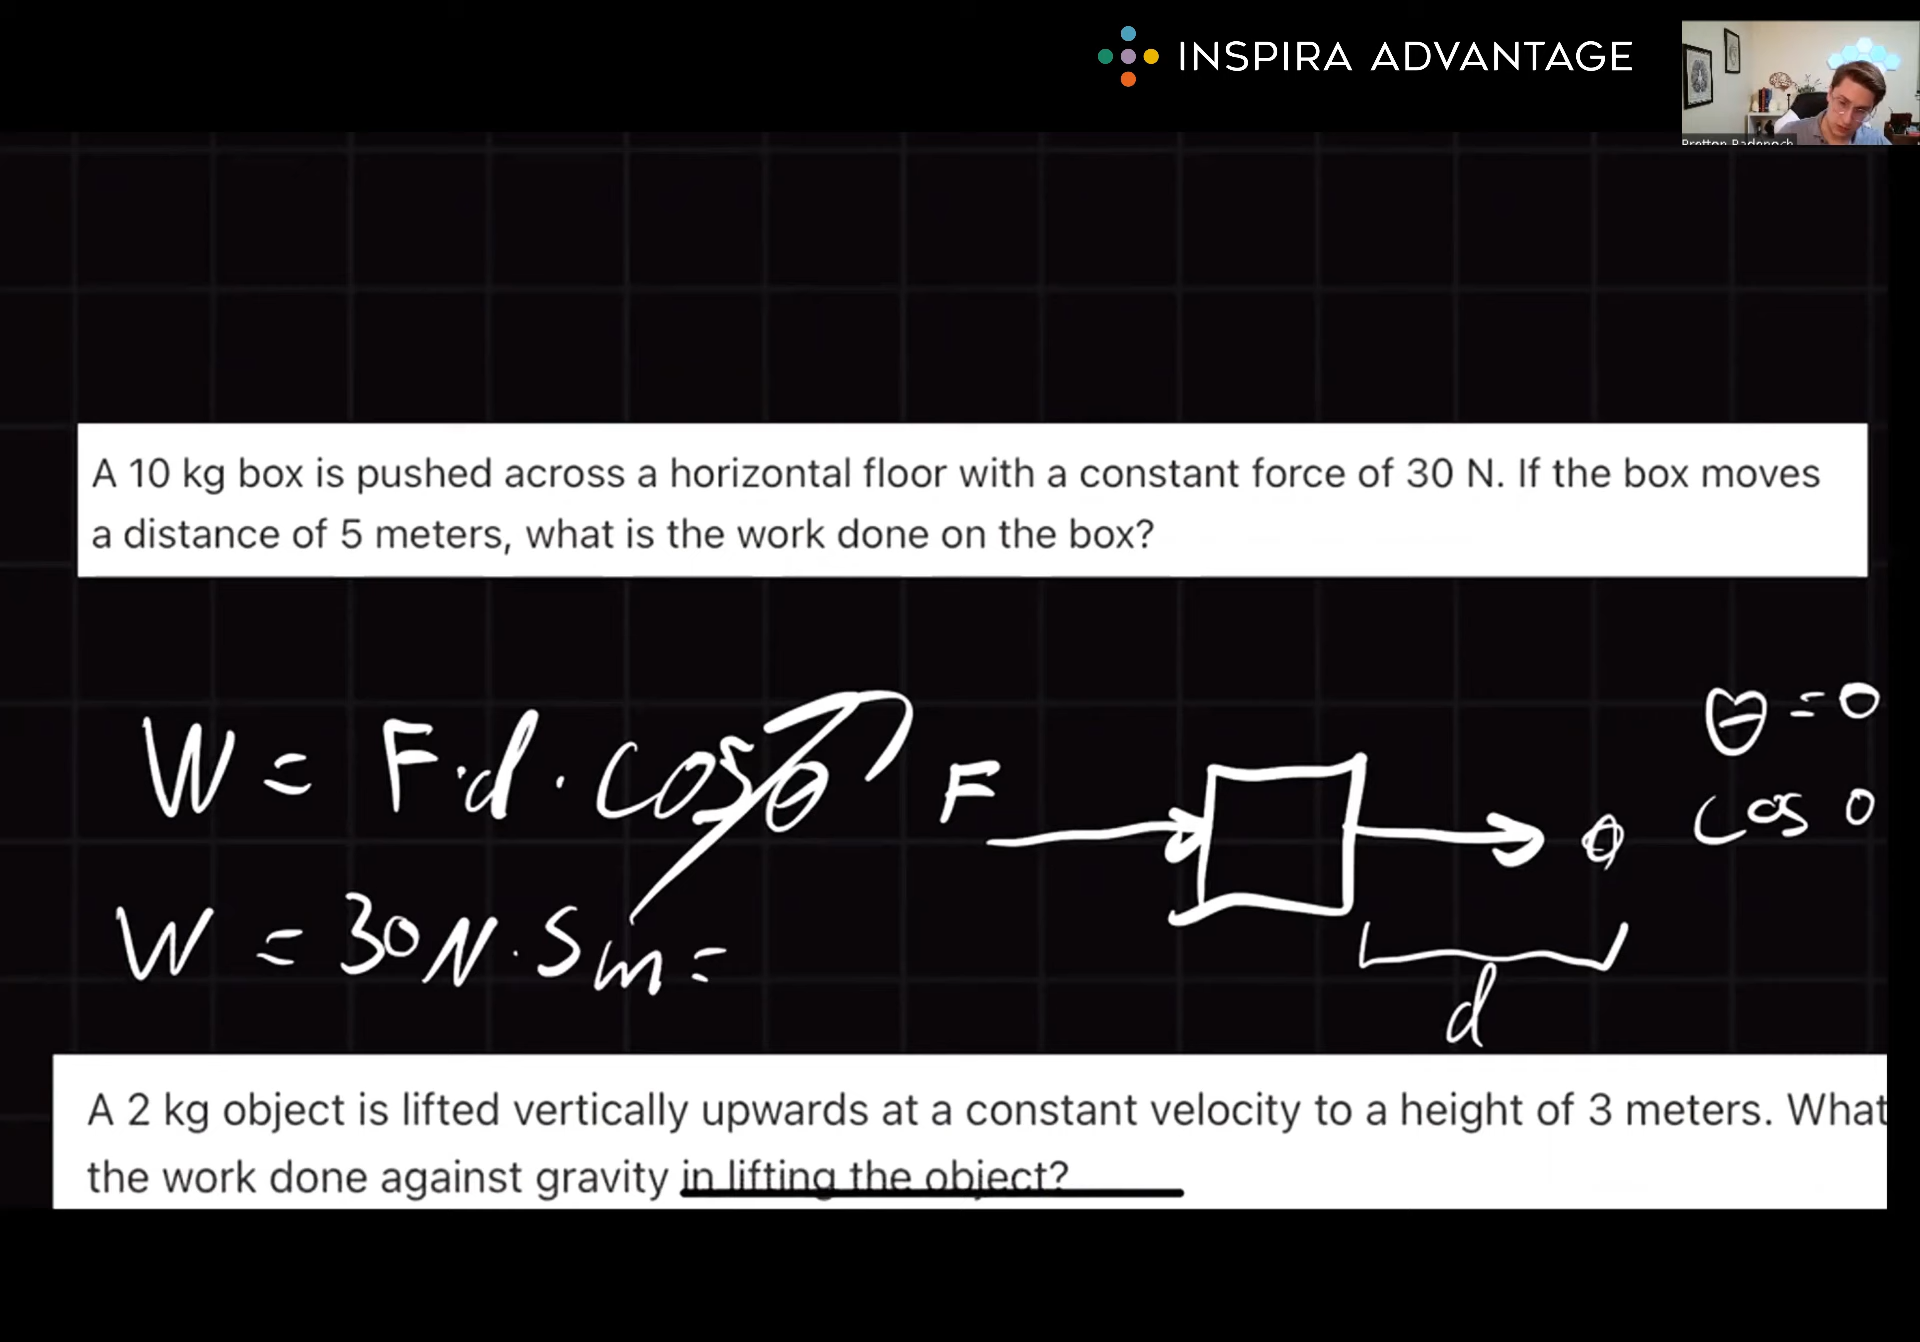 INSPIRA ADVANTAGE
A 10 kg box is pushed across a horizontal floor with a constant force of 30 N. If the box moves
a distance of 5 meters, what is the work done on the box?
W = F·d · cosθ
F
θ = 0
cos 0
W = 30N · 5m =
d
A 2 kg object is lifted vertically upwards at a constant velocity to a height of 3 meters. What
the work done against gravity in lifting the object?